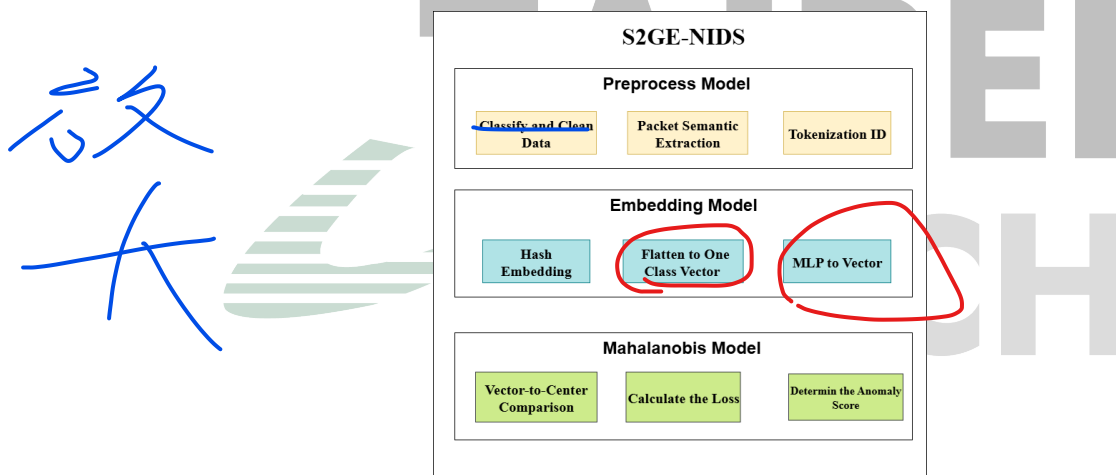 放
大
S2GE-NIDS
Preprocess Model
Classify and Clean
Data
Packet Semantic
Extraction
Tokenization ID
Embedding Model
Hash
Embedding
Flatten to One
Class Vector
MLP to Vector
Mahalanobis Model
Vector-to-Center
Comparison
Calculate the Loss
Determin the Anomaly
Score